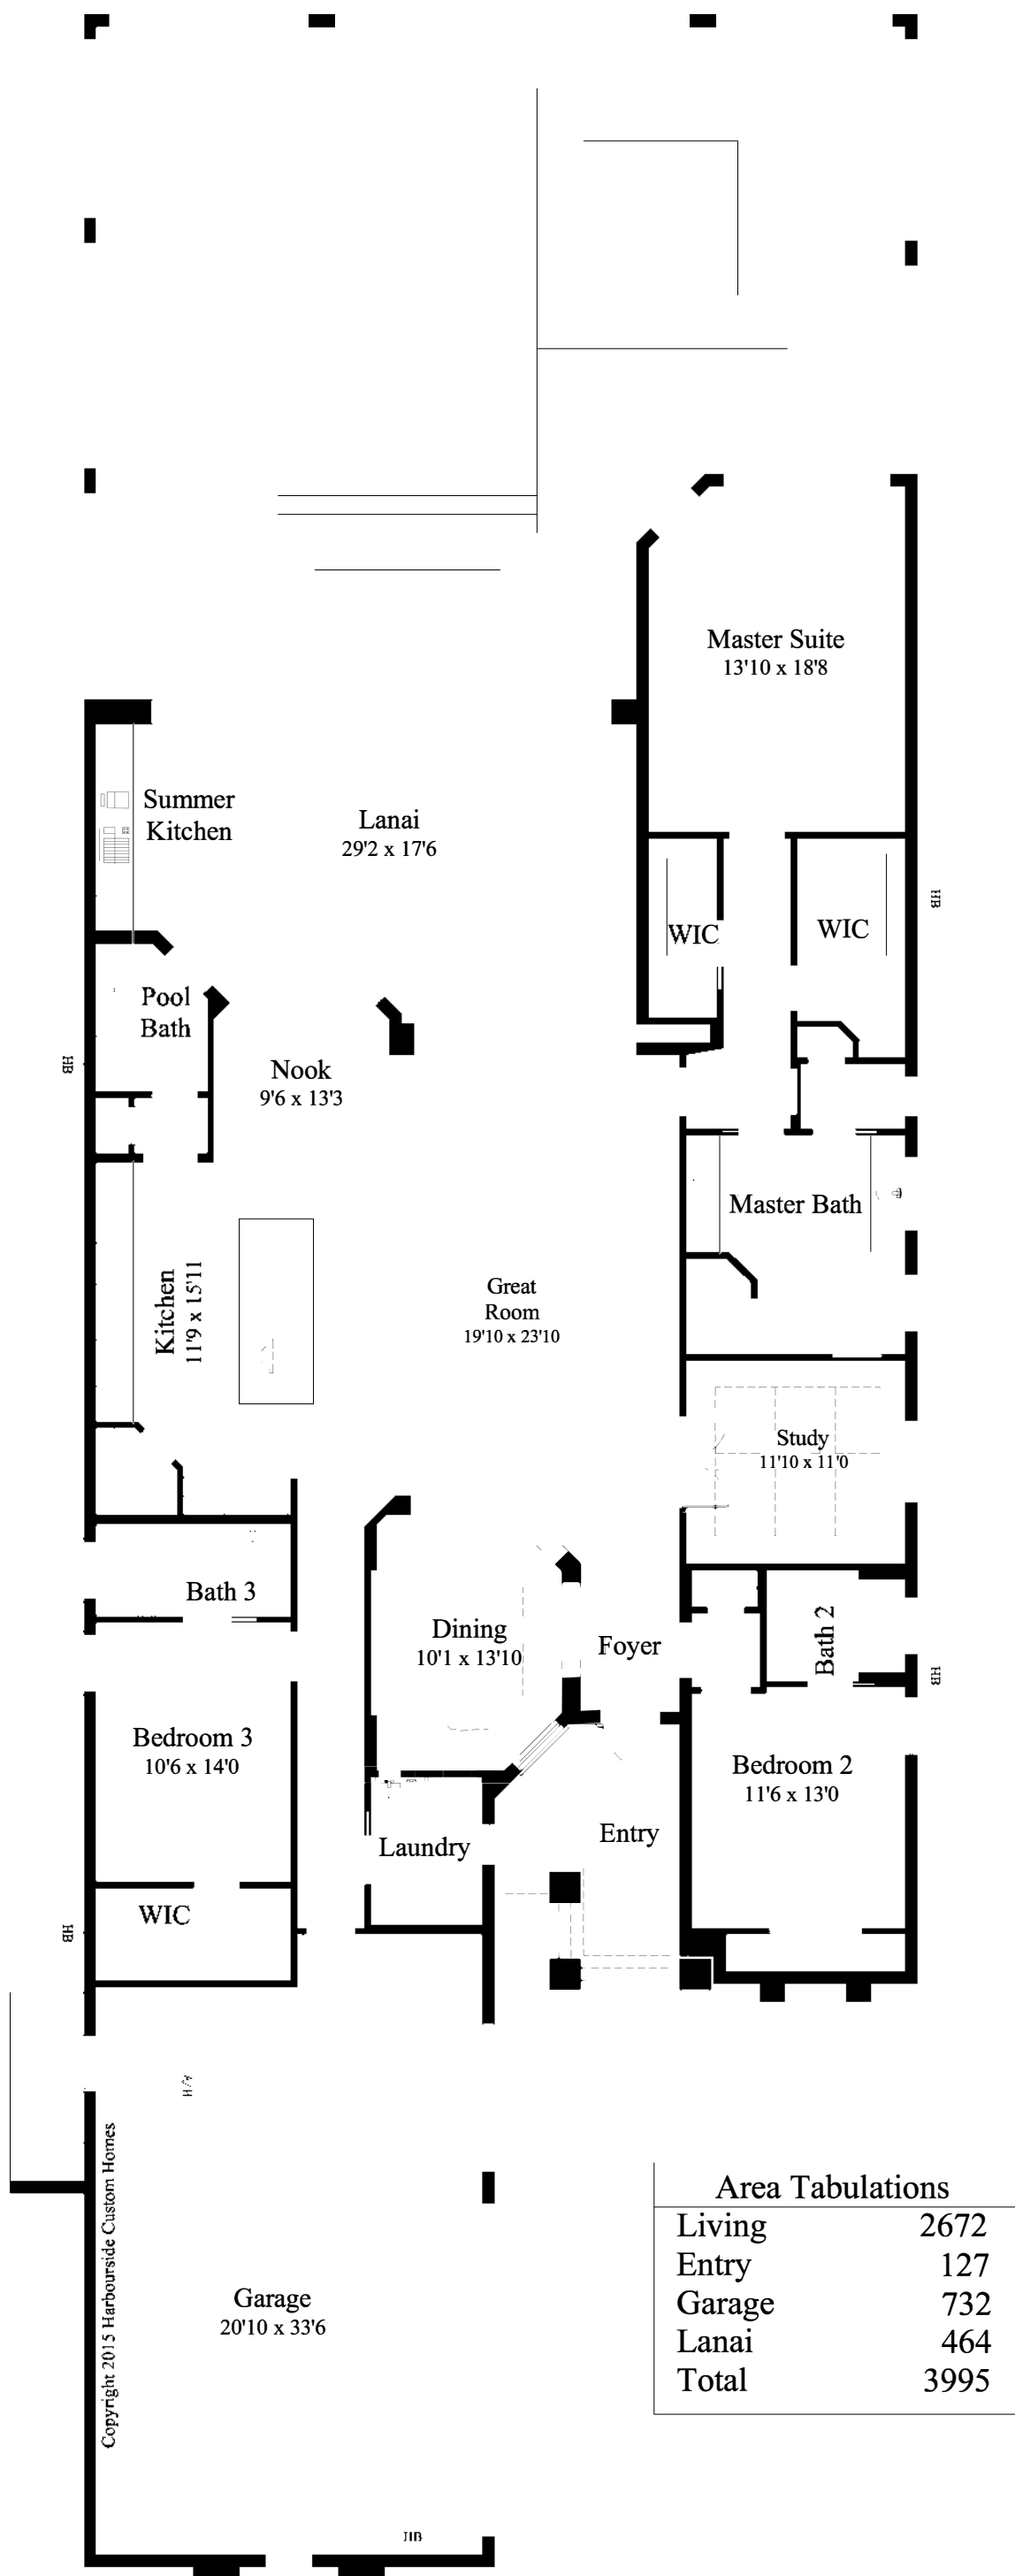 Master Suite
13'10 x 18'8
Summer
Kitchen
Lanai
29'2 x 17'6
WIC
WIC
HB
Pool
Bath
HB
Nook
9'6 x 13'3
Master Bath
Kitchen
11'9 x 15'11
Great
Room
19'10 x 23'10
Study
11'10 x 11'0
Bath 3
Dining
10'1 x 13'10
Foyer
Bath 2
HB
Bedroom 3
10'6 x 14'0
Bedroom 2
11'6 x 13'0
Laundry
Entry
WIC
HB
A/H
Copyright 2015 Harbourside Custom Homes
Garage
20'10 x 33'6
HB
Area Tabulations
Living 2672
Entry 127
Garage 732
Lanai 464
Total 3995